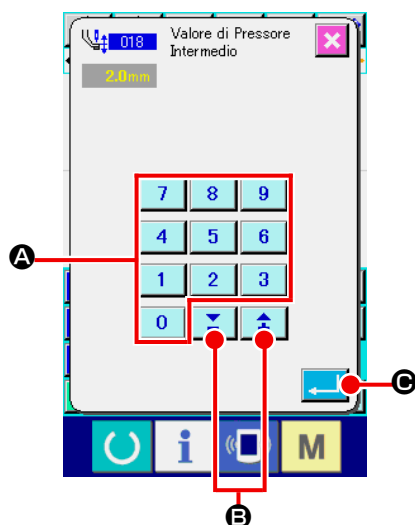 018 Valore di Pressore
Intermedio
2.0mm
7 8 9
4 5 6
A
1 2 3
0
C
i M
B